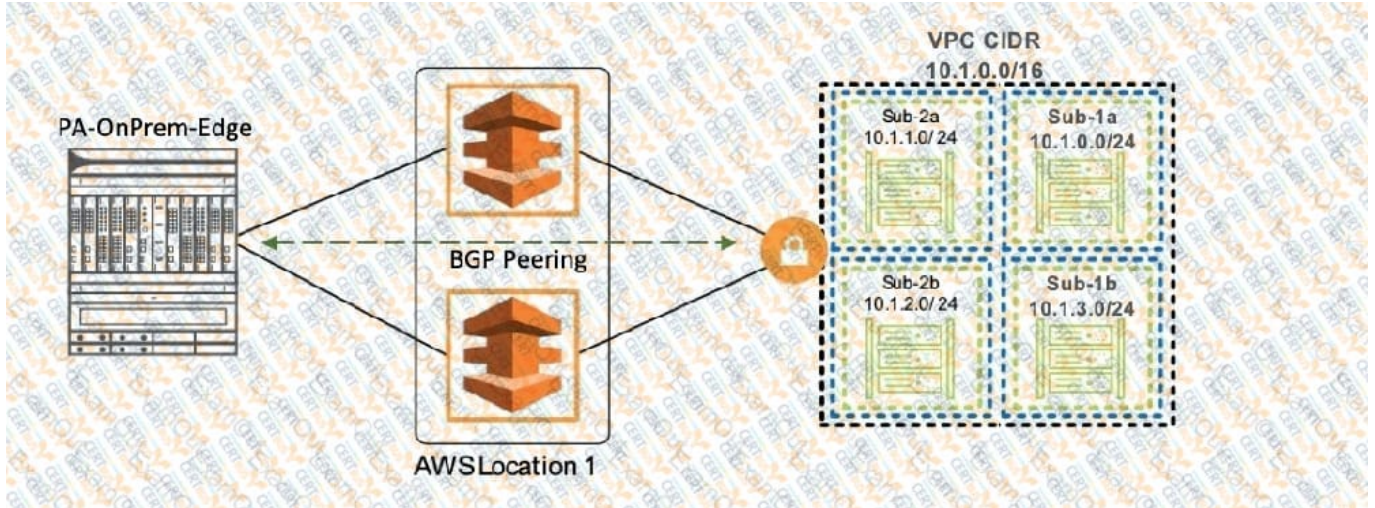 VPC CIDR
10.1.0.0/16
PA-OnPrem-Edge
Sub-2a
10.1.1.0/24
Sub-1a
10.1.0.0/24
BGP Peering
Sub-2b
10.1.2.0/24
Sub-1b
10.1.3.0/24
AWSLocation 1